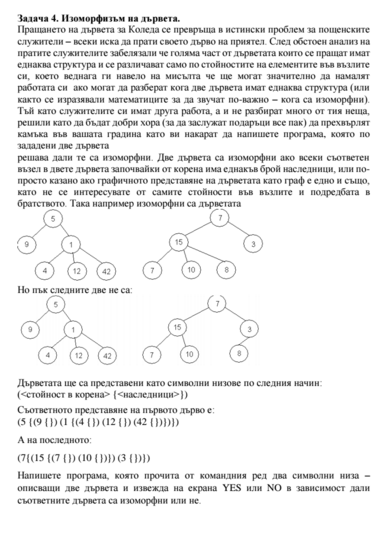 Задача 4. Изоморфизъм на дървета.
Пращането на дървета за Коледа се превръща в истински проблем за пощенските
служители – всеки иска да прати своето дърво на приятел. След обстоен анализ на
пратите служителите забелязали че голяма част от дърветата които се пращат имат
еднаква структура и се различават само по стойностите на елементите във възлите
си, което веднага ги навело на мисълта че ще могат значително да намалят
работата си ако могат да разберат кога две дървета имат еднаква структура (или
както се изразявали математиците за да звучат по-важно – кога са изоморфни).
Тъй като служителите си имат друга работа, а и не разбират много от тия неща,
решили като да бъдат добри хора (за да заслужат подаръци все пак) да прехвърлят
камъка във вашата градина като ви накарат да напишете програма, която по
зададени две дървета
решава дали те са изоморфни. Две дървета са изоморфни ако всеки съответен
възел в двете дървета започвайки от корена има еднакъв брой наследници, или по-
просто казано ако графичното представяне на дърветата като граф е едно и също,
като не се интересувате от самите стойности във възлите и подредбата в
братството. Така например изоморфни са дърветата
5 7
9 1 15 3
4 12 42 7 10 8
Но пък следните две не са:
5 7
9 1 15 3
4 12 42 7 10 8
Дърветата ще са представени като символни низове по следния начин:
(<стойност в корена> {<наследници>})
Съответното представяне на първото дърво е:
(5 {(9 {}) (1 {(4 {}) (12 {}) (42 {})})})
А на последното:
(7{(15 {(7 {}) (10 {})}) (3 {})})
Напишете програма, която прочита от командния ред два символни низа –
описващи две дървета и извежда на екрана YES или NO в зависимост дали
съответните дървета са изоморфни или не.